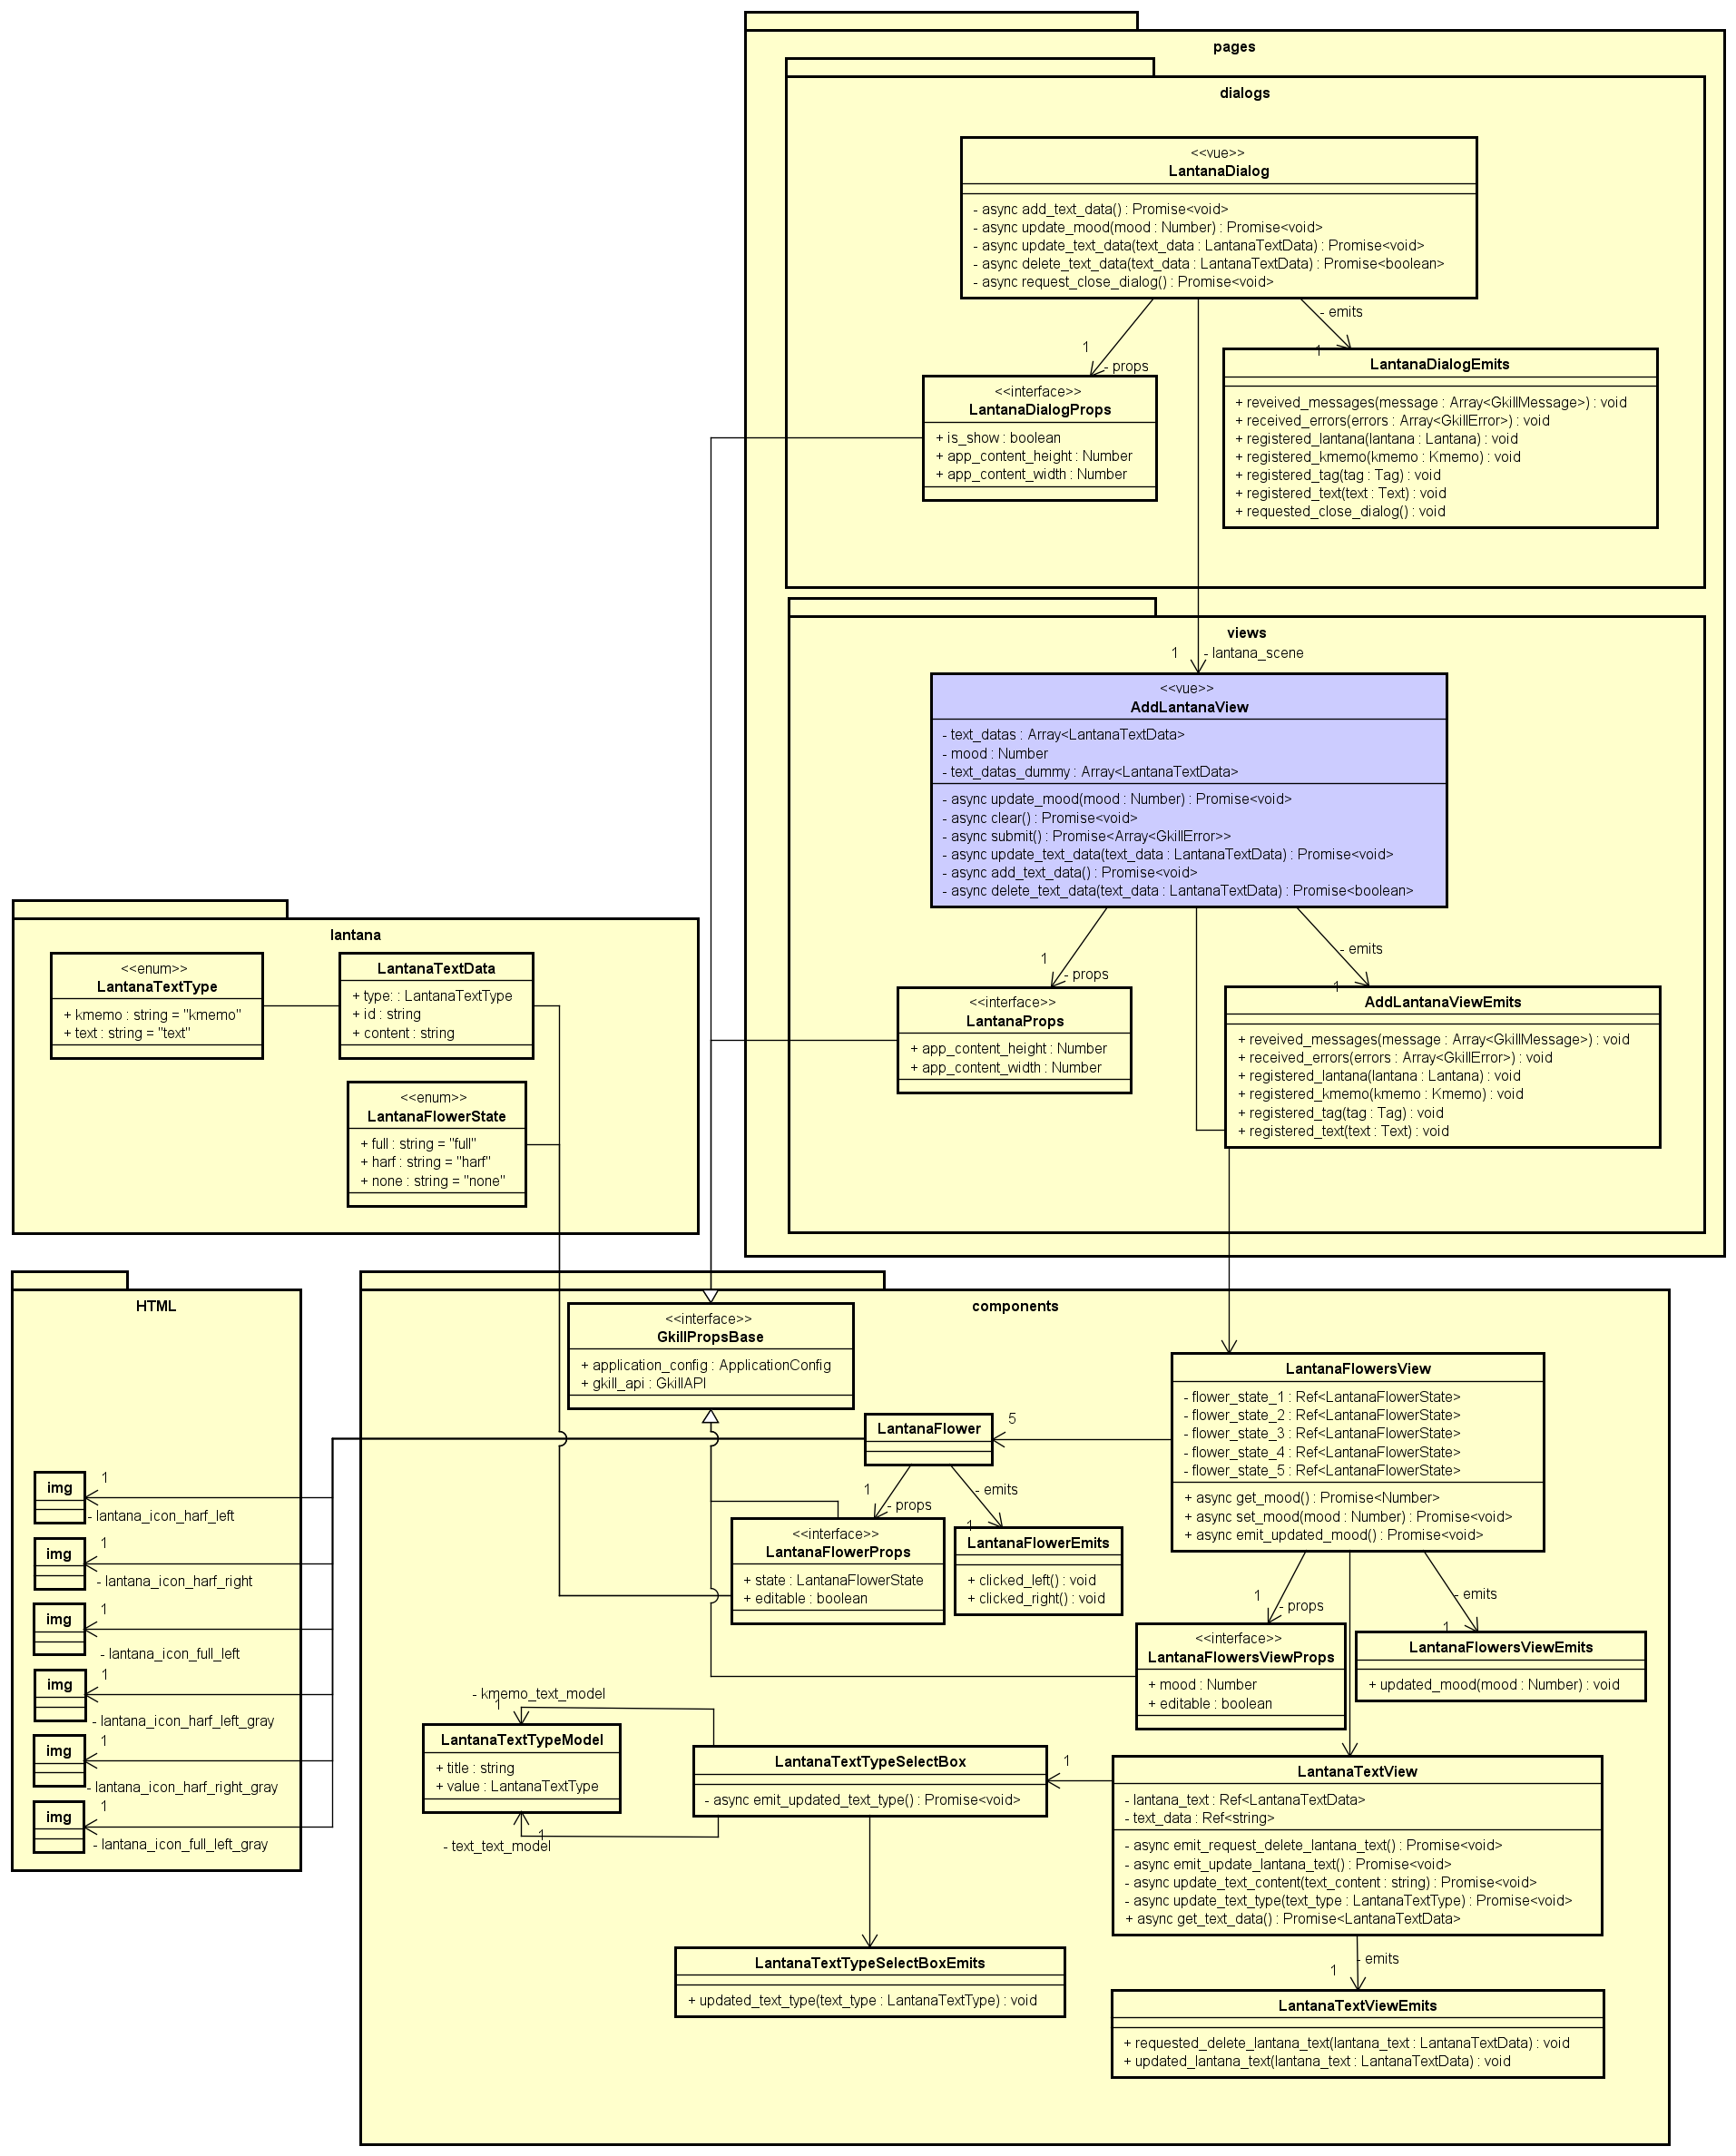 pages
dialogs
<<vue>>
LantanaDialog
- async add_text_data() : Promise<void>
- async update_mood(mood : Number) : Promise<void>
- async update_text_data(text_data : LantanaTextData) : Promise<void>
- async delete_text_data(text_data : LantanaTextData) : Promise<boolean>
- async request_close_dialog() : Promise<void>
- emits
1
1
- props
<<interface>>
LantanaDialogProps
+ is_show : boolean
+ app_content_height : Number
+ app_content_width : Number
LantanaDialogEmits
+ reveived_messages(message : Array<GkillMessage>) : void
+ received_errors(errors : Array<GkillError>) : void
+ registered_lantana(lantana : Lantana) : void
+ registered_kmemo(kmemo : Kmemo) : void
+ registered_tag(tag : Tag) : void
+ registered_text(text : Text) : void
+ requested_close_dialog() : void
views
1
- lantana_scene
<<vue>>
AddLantanaView
- text_datas : Array<LantanaTextData>
- mood : Number
- text_datas_dummy : Array<LantanaTextData>
- async update_mood(mood : Number) : Promise<void>
- async clear() : Promise<void>
- async submit() : Promise<Array<GkillError>>
- async update_text_data(text_data : LantanaTextData) : Promise<void>
- async add_text_data() : Promise<void>
- async delete_text_data(text_data : LantanaTextData) : Promise<boolean>
- emits
1
1
- props
<<interface>>
LantanaProps
+ app_content_height : Number
+ app_content_width : Number
AddLantanaViewEmits
+ reveived_messages(message : Array<GkillMessage>) : void
+ received_errors(errors : Array<GkillError>) : void
+ registered_lantana(lantana : Lantana) : void
+ registered_kmemo(kmemo : Kmemo) : void
+ registered_tag(tag : Tag) : void
+ registered_text(text : Text) : void
lantana
<<enum>>
LantanaTextType
+ kmemo : string = "kmemo"
+ text : string = "text"
LantanaTextData
+ type: : LantanaTextType
+ id : string
+ content : string
<<enum>>
LantanaFlowerState
+ full : string = "full"
+ harf : string = "harf"
+ none : string = "none"
HTML
img
1
- lantana_icon_harf_left
img
1
- lantana_icon_harf_right
img
1
- lantana_icon_full_left
img
1
- lantana_icon_harf_left_gray
img
1
- lantana_icon_harf_right_gray
img
1
- lantana_icon_full_left_gray
components
<<interface>>
GkillPropsBase
+ application_config : ApplicationConfig
+ gkill_api : GkillAPI
LantanaFlower
5
1
- props
- emits
1
<<interface>>
LantanaFlowerProps
+ state : LantanaFlowerState
+ editable : boolean
LantanaFlowerEmits
+ clicked_left() : void
+ clicked_right() : void
LantanaFlowersView
- flower_state_1 : Ref<LantanaFlowerState>
- flower_state_2 : Ref<LantanaFlowerState>
- flower_state_3 : Ref<LantanaFlowerState>
- flower_state_4 : Ref<LantanaFlowerState>
- flower_state_5 : Ref<LantanaFlowerState>
+ async get_mood() : Promise<Number>
+ async set_mood(mood : Number) : Promise<void>
+ async emit_updated_mood() : Promise<void>
1
- props
- emits
1
<<interface>>
LantanaFlowersViewProps
+ mood : Number
+ editable : boolean
LantanaFlowersViewEmits
+ updated_mood(mood : Number) : void
- kmemo_text_model
1
LantanaTextTypeModel
+ title : string
+ value : LantanaTextType
1
- text_text_model
LantanaTextTypeSelectBox
- async emit_updated_text_type() : Promise<void>
1
LantanaTextView
- lantana_text : Ref<LantanaTextData>
- text_data : Ref<string>
- async emit_request_delete_lantana_text() : Promise<void>
- async emit_update_lantana_text() : Promise<void>
- async update_text_content(text_content : string) : Promise<void>
- async update_text_type(text_type : LantanaTextType) : Promise<void>
+ async get_text_data() : Promise<LantanaTextData>
- emits
1
LantanaTextTypeSelectBoxEmits
+ updated_text_type(text_type : LantanaTextType) : void
LantanaTextViewEmits
+ requested_delete_lantana_text(lantana_text : LantanaTextData) : void
+ updated_lantana_text(lantana_text : LantanaTextData) : void